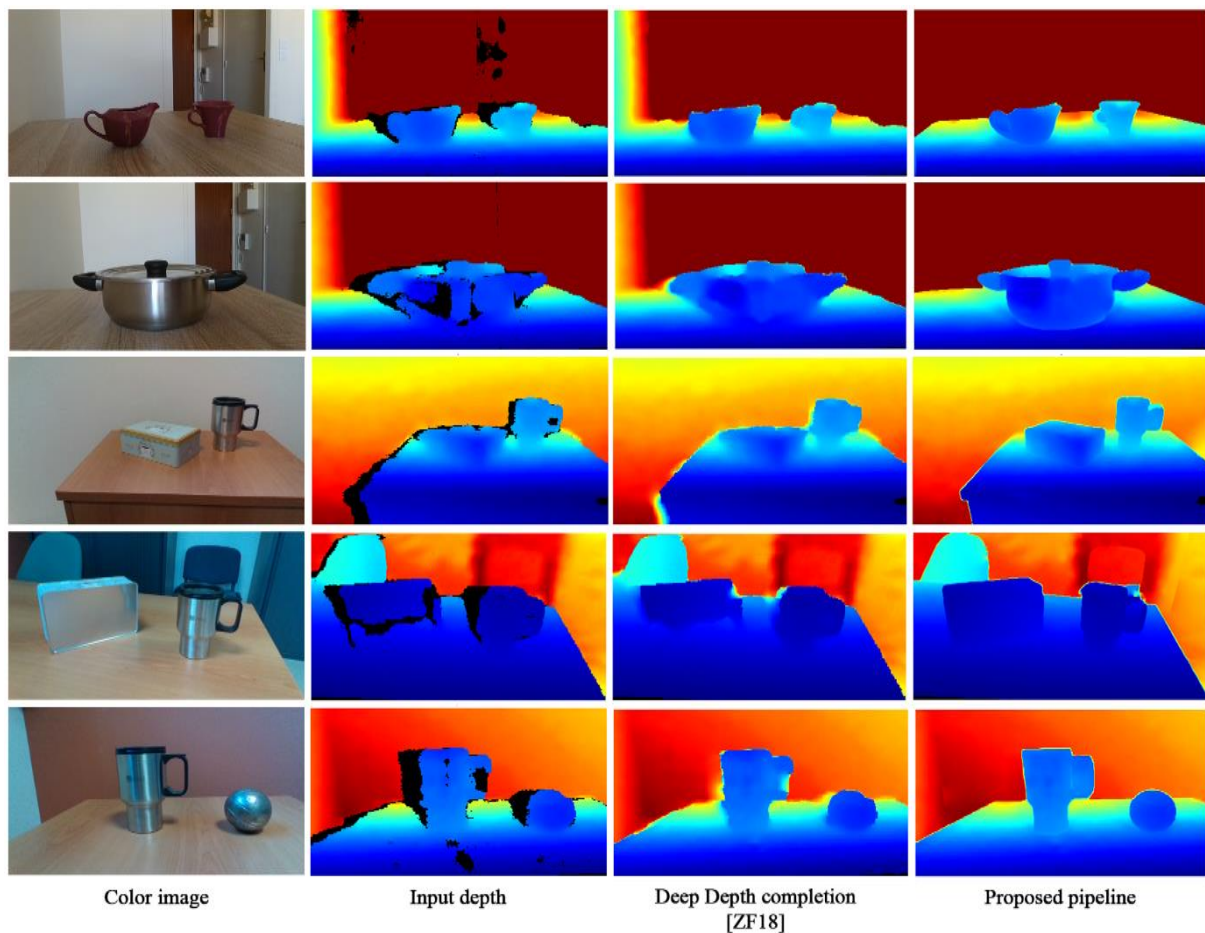 Color image
Input depth
Deep Depth completion
[ZF18]
Proposed pipeline